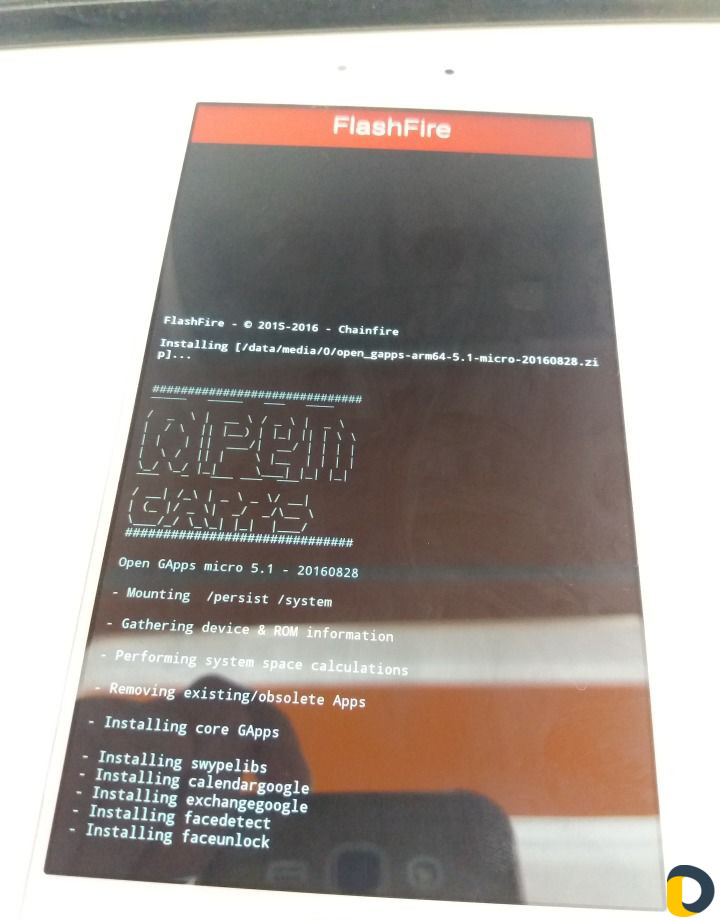 FlashFire
FlashFire - © 2015-2016 - Chainfire
Installing [/data/media/0/open_gapps-arm64-5.1-micro-20160828.zi
p]...
##############################
OPEN
GAPPS
##############################
Open GApps micro 5.1 - 20160828
- Mounting  /persist /system
- Gathering device & ROM information
- Performing system space calculations
- Removing existing/obsolete Apps
- Installing core GApps
- Installing swypelibs
- Installing calendargoogle
- Installing exchangegoogle
- Installing facedetect
- Installing faceunlock